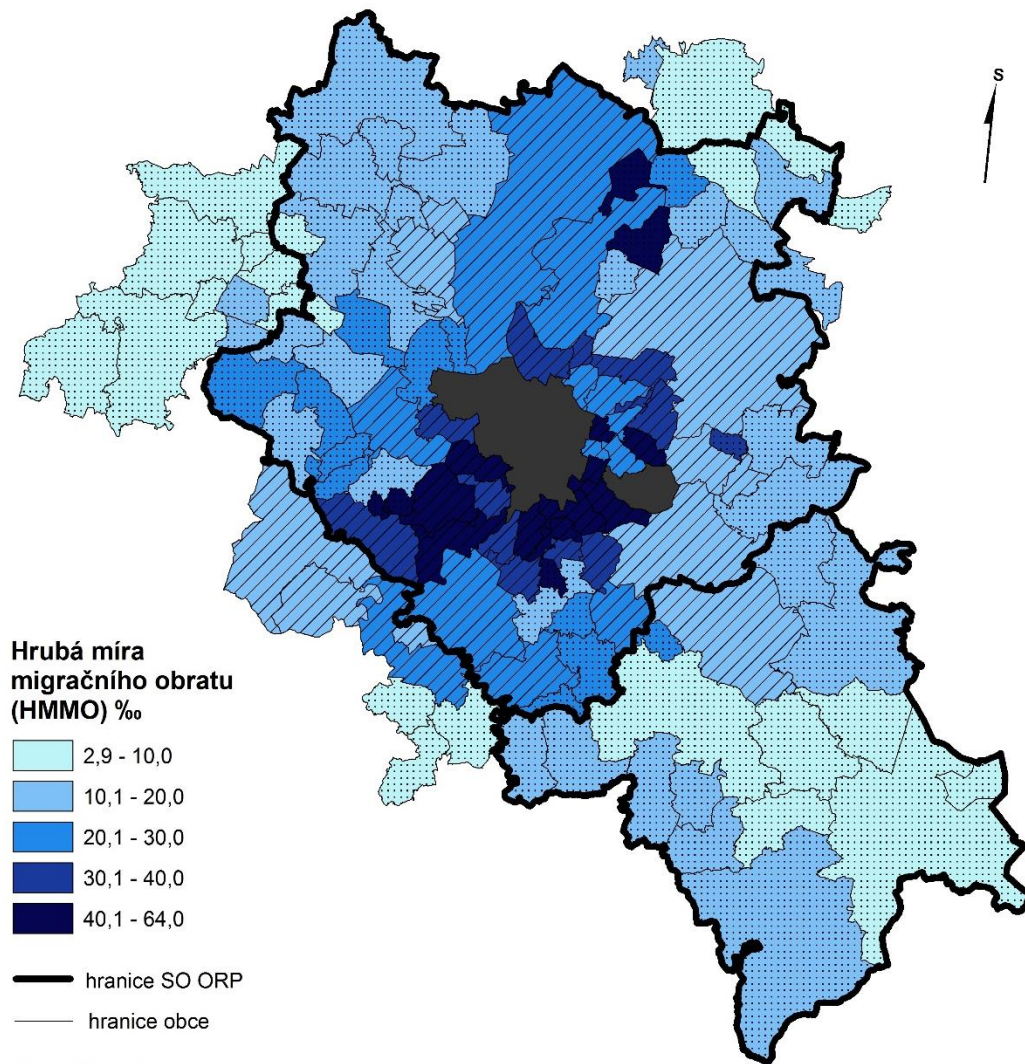 S
Hrubá míra
migračního obratu
(HMMO) ‰
2,9 - 10,0
10,1 - 20,0
20,1 - 30,0
30,1 - 40,0
40,1 - 64,0
hranice SO ORP
hranice obce